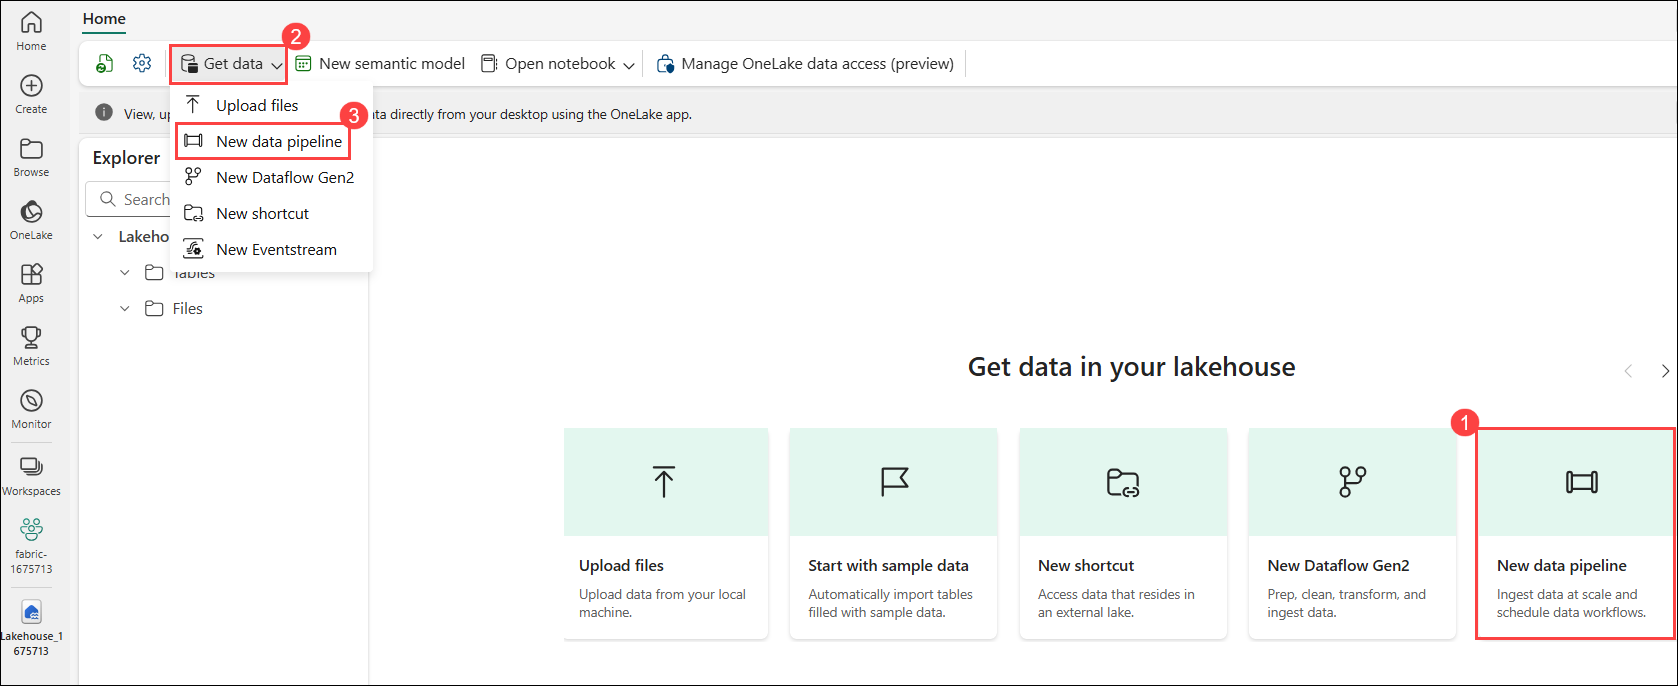 Home
2
Get data
New semantic model
Open notebook
Manage OneLake data access (preview)
View, u
ta directly from your desktop using the OneLake app.
Upload files
3
New data pipeline
New Dataflow Gen2
New shortcut
New Eventstream
Explorer
Search
Lakeho
Tables
Files
Home
Create
Browse
OneLake
Apps
Metrics
Monitor
Workspaces
fabric-
1675713
Lakehouse_1
675713
Get data in your lakehouse
1
Upload files
Upload data from your local
machine.
Start with sample data
Automatically import tables
filled with sample data.
New shortcut
Access data that resides in
an external lake.
New Dataflow Gen2
Prep, clean, transform, and
ingest data.
New data pipeline
Ingest data at scale and
schedule data workflows.